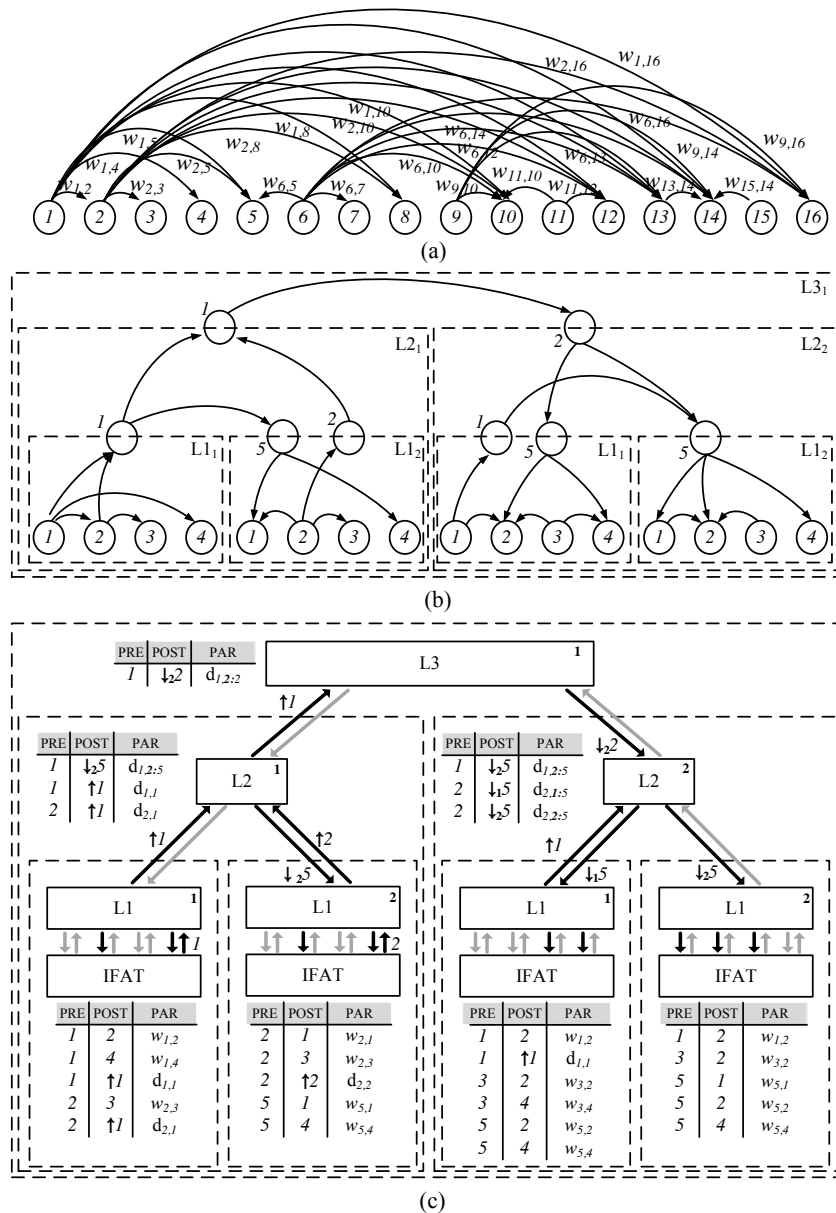 w1,16
w2,16
w1,10
w6,16
w9,16
w1,5
w1,8
w2,10
w6,14
w1,4
w2,8
w2,5
w6,12
w9,14
w6,10
w11,10
w1,2
w2,3
w6,5
w6,7
w9,10
w13,14
w15,14
1 2 3 4 5 6 7 8 9 10 11 12 13 14 15 16
(a)
L3₁
1
2
L2₁
L2₂
1
5
2
1
5
5
L1₁
L1₂
L1₁
L1₂
1 2 3 4
1 2 3 4
1 2 3 4
1 2 3 4
(b)
PRE POST PAR
1 ↓₂2 d1,2:2
L3 1
↑1
↓₂2
PRE POST PAR
1 ↓₂5 d1,2:5
1 ↑1 d1,1
2 ↑1 d2,1
L2 1
PRE POST PAR
1 ↓₂5 d1,2:5
2 ↓₁5 d2,1:5
2 ↓₂5 d2,2:5
L2 2
↑1
↑2
↓₂5
↑1
↓₁5
↓₂5
L1 1
L1 2
L1 1
L1 2
1
2
IFAT
IFAT
IFAT
IFAT
PRE POST PAR
1 2 w1,2
1 4 w1,4
1 ↑1 d1,1
2 3 w2,3
2 ↑1 d2,1
PRE POST PAR
2 1 w2,1
2 3 w2,3
2 ↑2 d2,2
5 1 w5,1
5 4 w5,4
PRE POST PAR
1 2 w1,2
1 ↑1 d1,1
3 2 w3,2
3 4 w3,4
5 2 w5,2
5 4 w5,4
PRE POST PAR
1 2 w1,2
3 2 w3,2
5 1 w5,1
5 2 w5,2
5 4 w5,4
(c)